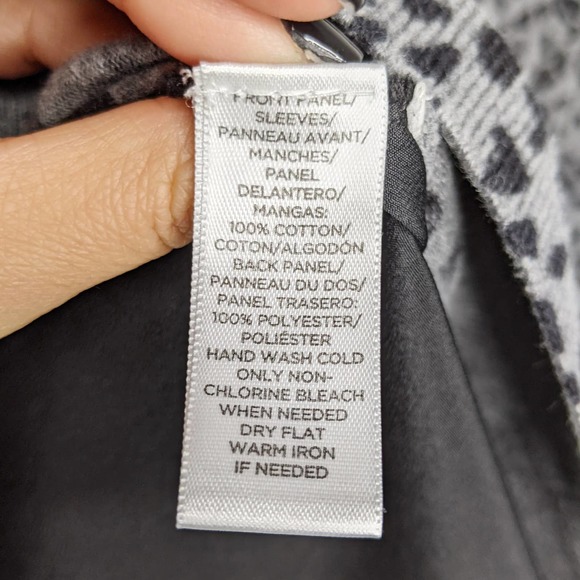 FRONT PANEL/
SLEEVES/
PANNEAU AVANT/
MANCHES/
PANEL
DELANTERO/
MANGAS:
100% COTTON/
COTON/ALGODÓN
BACK PANEL/
PANNEAU DU DOS/
PANEL TRASERO:
100% POLYESTER/
POLIÉSTER
HAND WASH COLD
ONLY NON-
CHLORINE BLEACH
WHEN NEEDED
DRY FLAT
WARM IRON
IF NEEDED